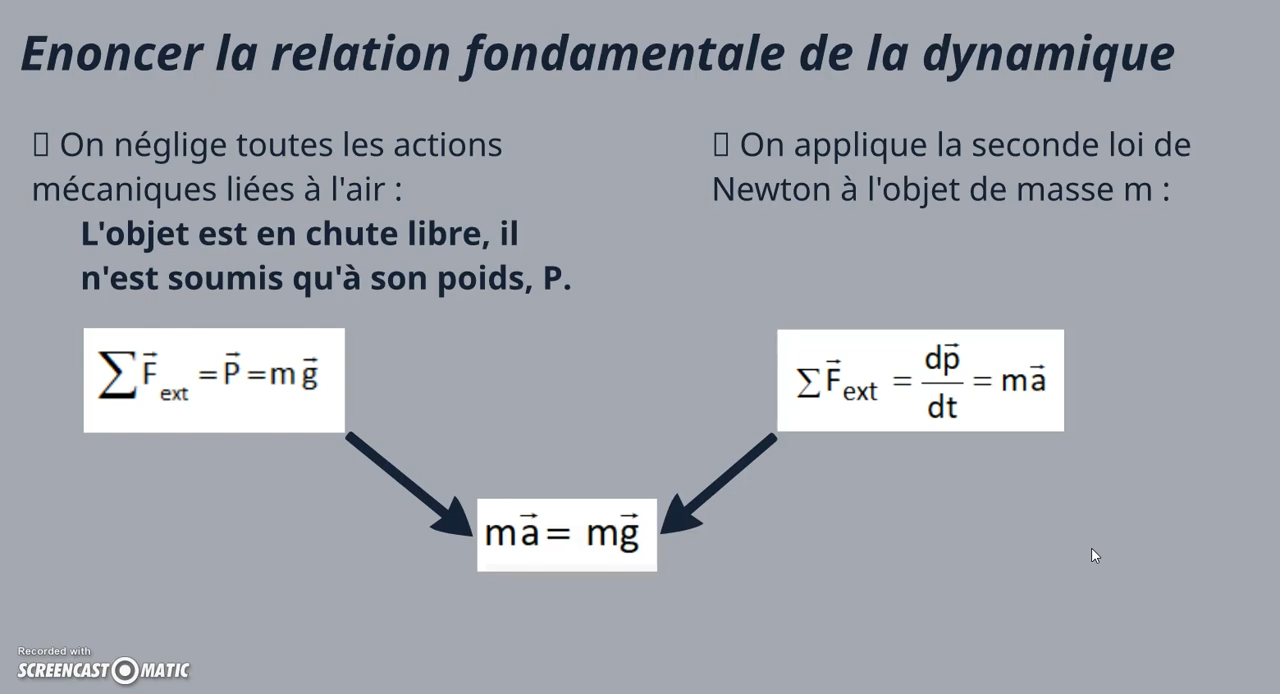 Enoncer la relation fondamentale de la dynamique
On néglige toutes les actions
mécaniques liées à l'air :
L'objet est en chute libre, il
n'est soumis qu'à son poids, P.
On applique la seconde loi de
Newton à l'objet de masse m :
∑F⃗ext = P⃗ = m g⃗
∑F⃗ext = dp⃗/dt = ma⃗
ma⃗ = mg⃗
Recorded with
SCREENCAST MATIC